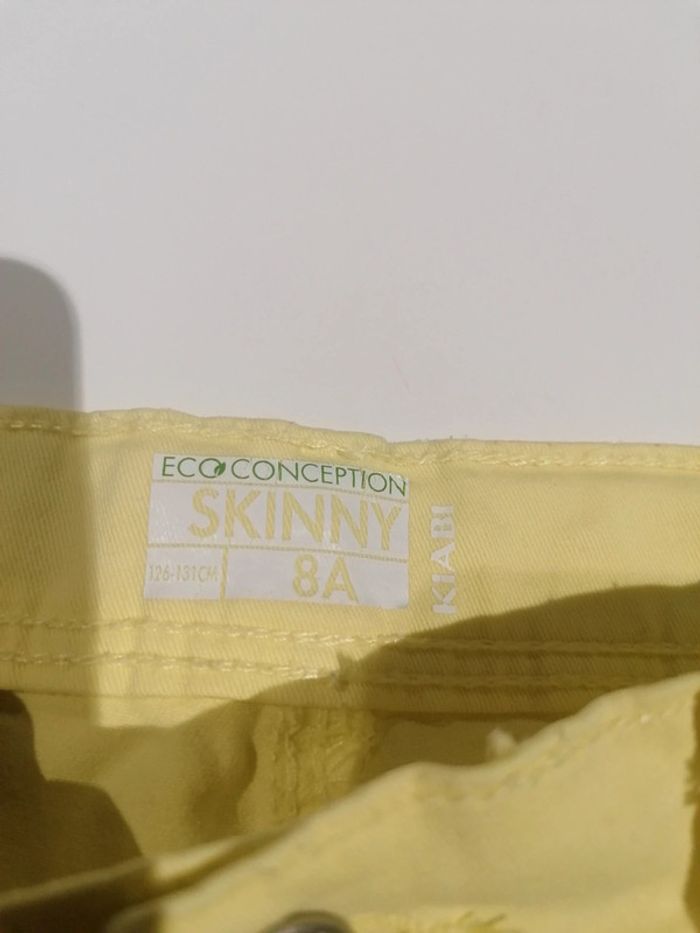 ECO CONCEPTION
SKINNY
126-131CM 8A
KIABI